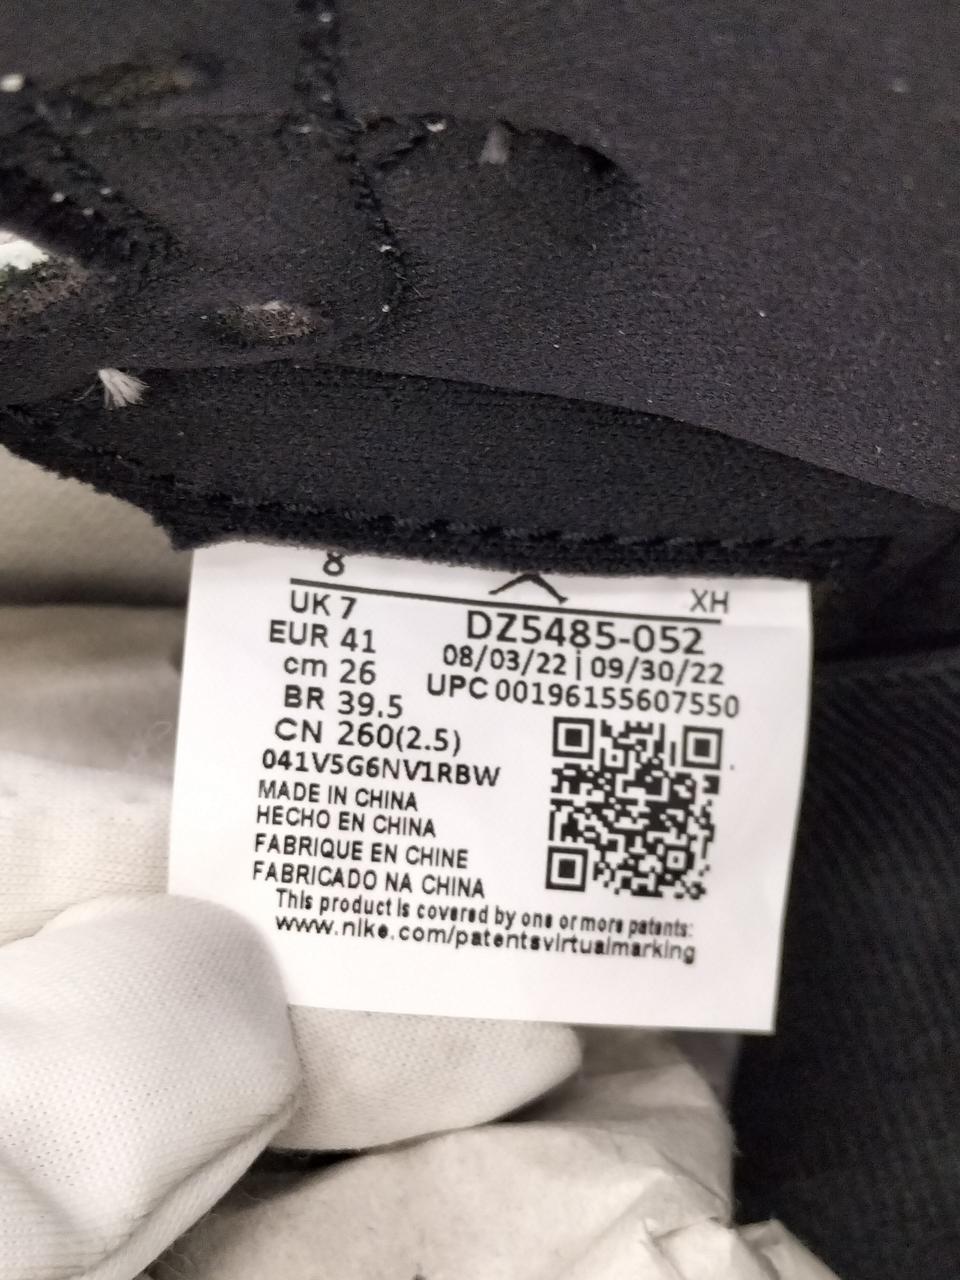 8
XH
UK 7
EUR 41
cm 26
BR 39.5
CN 260(2.5)
DZ5485-052
08/03/22 | 09/30/22
UPC 00196155607550
041V5G6NV1RBW
MADE IN CHINA
HECHO EN CHINA
FABRIQUE EN CHINE
FABRICADO NA CHINA
This product is covered by one or more patents:
www.nike.com/patentsvirtualmarking